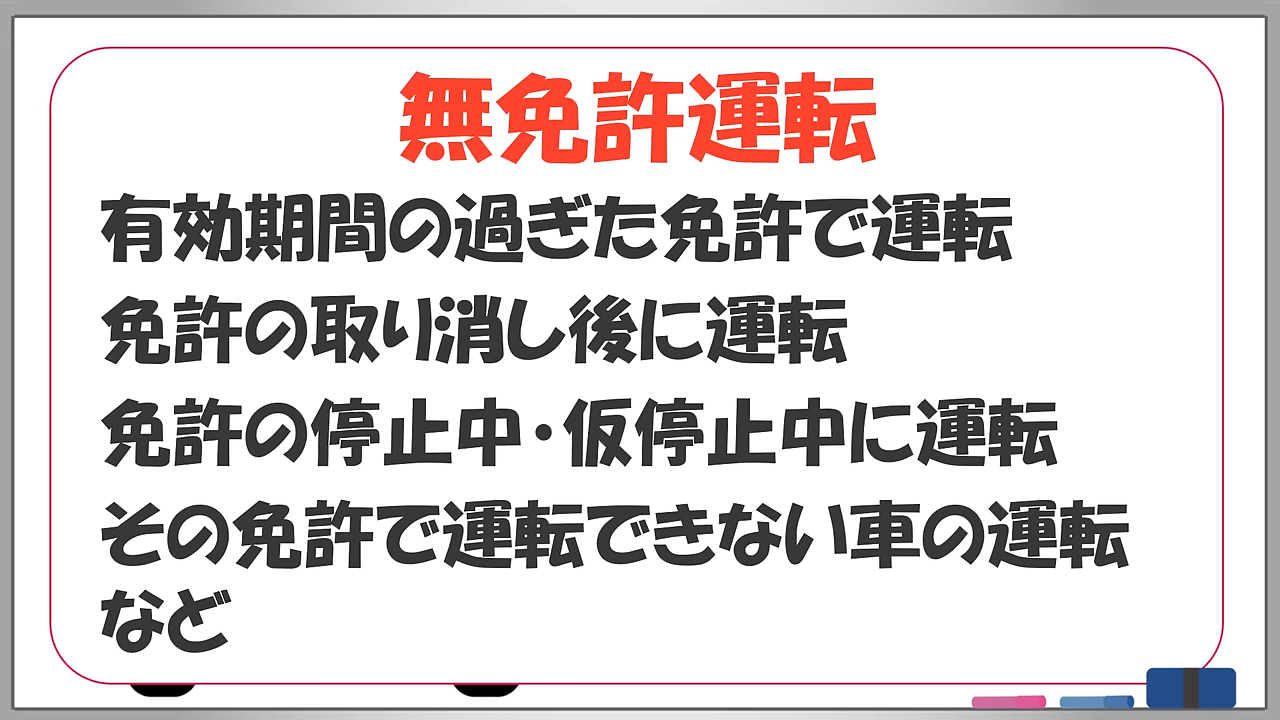 無免許運転
有効期間の過ぎた免許で運転
免許の取り消し後に運転
免許の停止中・仮停止中に運転
その免許で運転できない車の運転
など